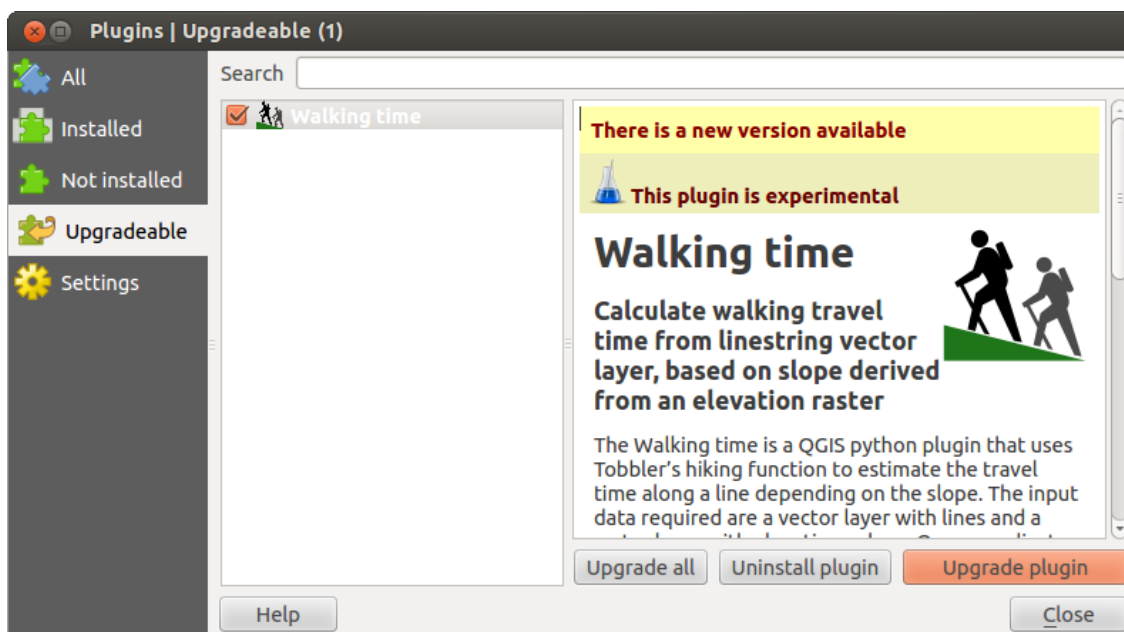 Plugins | Upgradeable (1)
All
Installed
Not installed
Upgradeable
Settings
Search
Walking time
There is a new version available
This plugin is experimental
Walking time
Calculate walking travel
time from linestring vector
layer, based on slope derived
from an elevation raster
The Walking time is a QGIS python plugin that uses
Tobbler's hiking function to estimate the travel
time along a line depending on the slope. The input
data required are a vector layer with lines and a
Upgrade all
Uninstall plugin
Upgrade plugin
Help
Close